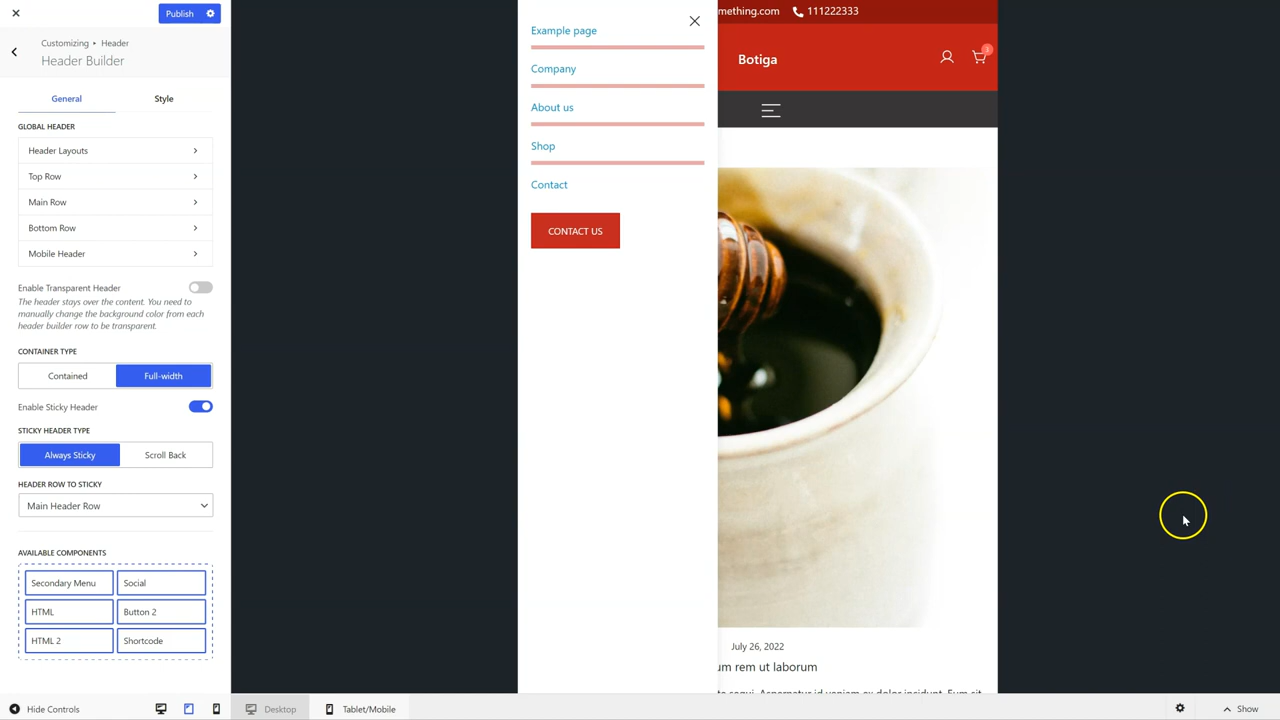 Publish
Customizing ▸ Header
Header Builder
General
Style
GLOBAL HEADER
Header Layouts
Top Row
Main Row
Bottom Row
Mobile Header
Enable Transparent Header
The header stays over the content. You need to
manually change the background color from each
header builder row to be transparent.
CONTAINER TYPE
Contained
Full-width
Enable Sticky Header
STICKY HEADER TYPE
Always Sticky
Scroll Back
HEADER ROW TO STICKY
Main Header Row
AVAILABLE COMPONENTS
Secondary Menu
Social
HTML
Button 2
HTML 2
Shortcode
Hide Controls
Desktop
Tablet/Mobile
Show
Example page
Company
About us
Shop
Contact
CONTACT US
mething.com
111222333
Botiga
July 26, 2022
um rem ut laborum